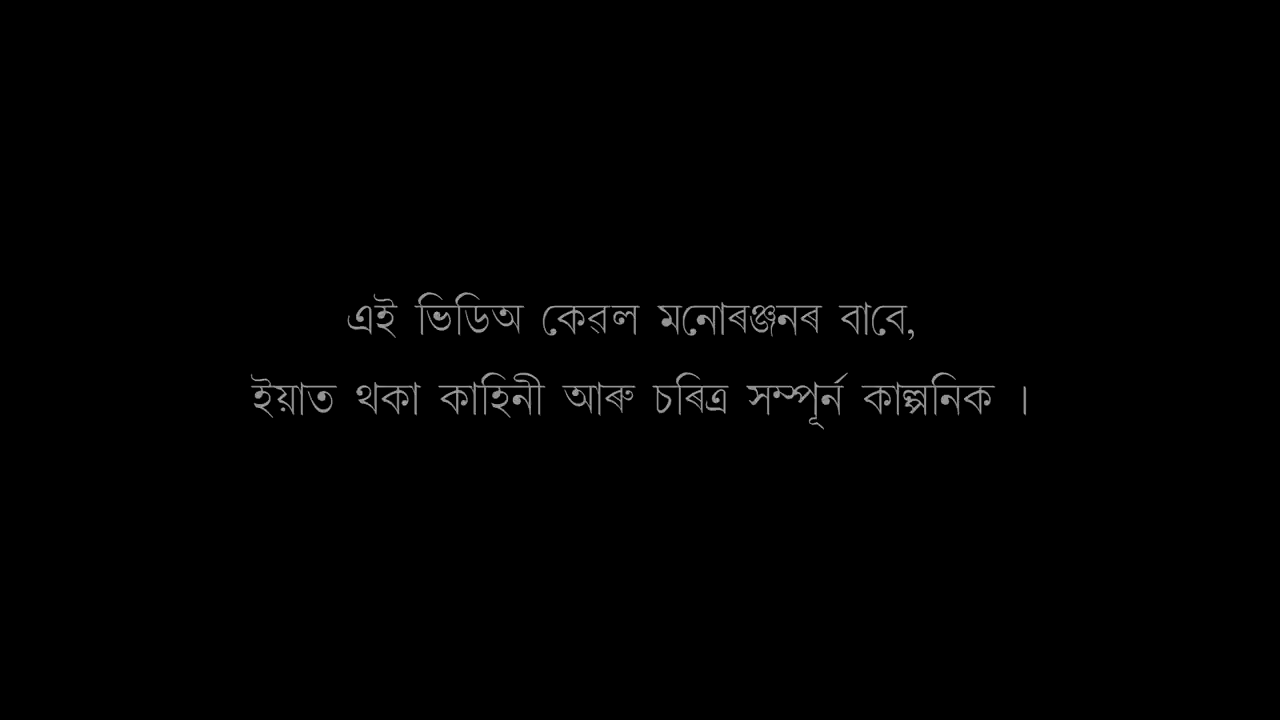 এই ভিডিঅ কেৱল মনোৰঞ্জনৰ বাবে,
ইয়াত থকা কাহিনী আৰু চৰিত্ৰ সম্পূৰ্ন কাল্পনিক ।